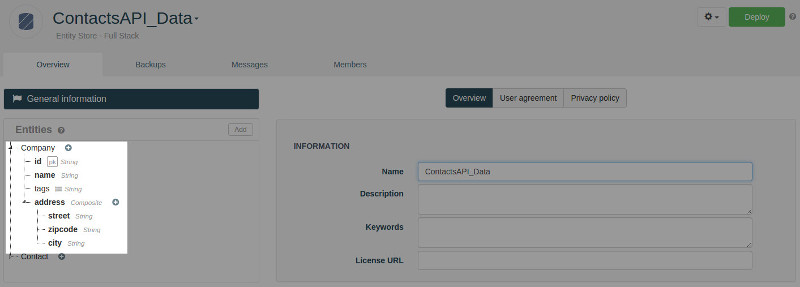 ContactsAPI_Data
Entity Store - Full Stack
Deploy
Overview Backups Messages Members
General information
Entities
Add
Company
id pk String
name String
tags String
address Composite
street String
zipcode String
city String
Contact
Overview User agreement Privacy policy
INFORMATION
Name ContactsAPI_Data
Description
Keywords
License URL